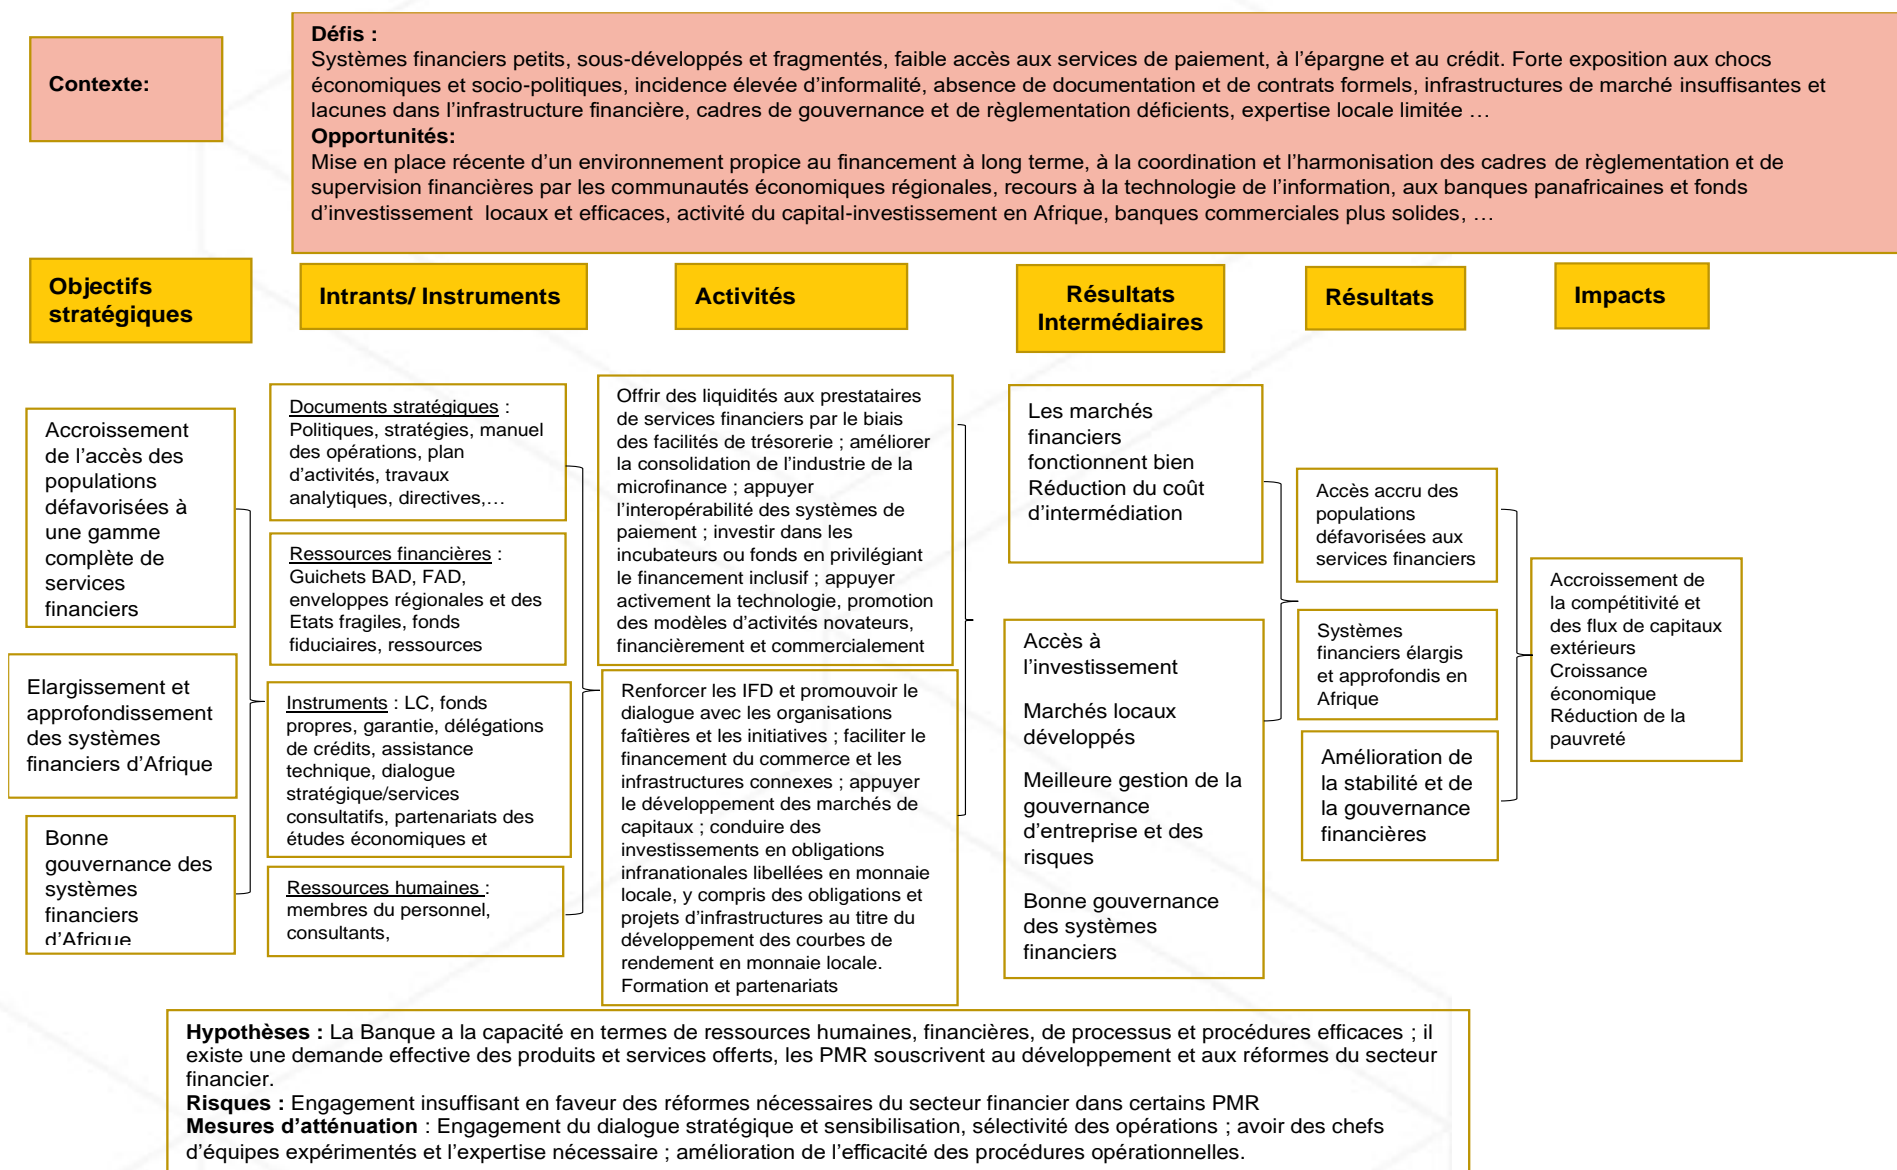 Contexte:
Défis :
Systèmes financiers petits, sous-développés et fragmentés, faible accès aux services de paiement, à l’épargne et au crédit. Forte exposition aux chocs
économiques et socio-politiques, incidence élevée d’informalité, absence de documentation et de contrats formels, infrastructures de marché insuffisantes et
lacunes dans l’infrastructure financière, cadres de gouvernance et de règlementation déficients, expertise locale limitée …
Opportunités:
Mise en place récente d’un environnement propice au financement à long terme, à la coordination et l’harmonisation des cadres de règlementation et de
supervision financières par les communautés économiques régionales, recours à la technologie de l’information, aux banques panafricaines et fonds
d’investissement locaux et efficaces, activité du capital-investissement en Afrique, banques commerciales plus solides, …
Objectifs
stratégiques
Intrants/ Instruments
Activités
Résultats
Intermédiaires
Résultats
Impacts
Accroissement
de l’accès des
populations
défavorisées à
une gamme
complète de
services
financiers
Elargissement et
approfondissement
des systèmes
financiers d’Afrique
Bonne
gouvernance des
systèmes
financiers
d’Afrique
Documents stratégiques :
Politiques, stratégies, manuel
des opérations, plan
d’activités, travaux
analytiques, directives,…
Ressources financières :
Guichets BAD, FAD,
enveloppes régionales et des
Etats fragiles, fonds
fiduciaires, ressources
Instruments : LC, fonds
propres, garantie, délégations
de crédits, assistance
technique, dialogue
stratégique/services
consultatifs, partenariats des
études économiques et
Ressources humaines :
membres du personnel,
consultants,
Offrir des liquidités aux prestataires
de services financiers par le biais
des facilités de trésorerie ; améliorer
la consolidation de l’industrie de la
microfinance ; appuyer
l’interopérabilité des systèmes de
paiement ; investir dans les
incubateurs ou fonds en privilégiant
le financement inclusif ; appuyer
activement la technologie, promotion
des modèles d’activités novateurs,
financièrement et commercialement
Renforcer les IFD et promouvoir le
dialogue avec les organisations
faîtières et les initiatives ; faciliter le
financement du commerce et les
infrastructures connexes ; appuyer
le développement des marchés de
capitaux ; conduire des
investissements en obligations
infranationales libellées en monnaie
locale, y compris des obligations et
projets d’infrastructures au titre du
développement des courbes de
rendement en monnaie locale.
Formation et partenariats
Les marchés
financiers
fonctionnent bien
Réduction du coût
d’intermédiation
Accès à
l’investissement
Marchés locaux
développés
Meilleure gestion de la
gouvernance
d’entreprise et des
risques
Bonne gouvernance
des systèmes
financiers
Accès accru des
populations
défavorisées aux
services financiers
Systèmes
financiers élargis
et approfondis en
Afrique
Amélioration de
la stabilité et de
la gouvernance
financières
Accroissement de
la compétitivité et
des flux de capitaux
extérieurs
Croissance
économique
Réduction de la
pauvreté
Hypothèses : La Banque a la capacité en termes de ressources humaines, financières, de processus et procédures efficaces ; il
existe une demande effective des produits et services offerts, les PMR souscrivent au développement et aux réformes du secteur
financier.
Risques : Engagement insuffisant en faveur des réformes nécessaires du secteur financier dans certains PMR
Mesures d’atténuation : Engagement du dialogue stratégique et sensibilisation, sélectivité des opérations ; avoir des chefs
d’équipes expérimentés et l’expertise nécessaire ; amélioration de l’efficacité des procédures opérationnelles.